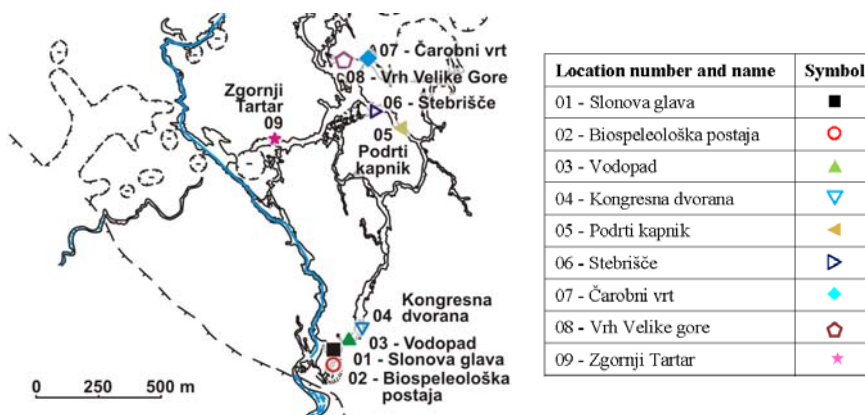 07 - Čarobni vrt
08 - Vrh Velike Gore
Zgornji
Tartar
09
06 - Stebrišče
05
Podrti
kapnik
Kongresna
dvorana
04
03 - Vodopad
01 - Slonova glava
02 - Biospeleološka
postaja
0 250 500 m
Location number and name Symbol
01 - Slonova glava
02 - Biospeleološka postaja
03 - Vodopad
04 - Kongresna dvorana
05 - Podrti kapnik
06 - Stebrišče
07 - Čarobni vrt
08 - Vrh Velike gore
09 - Zgornji Tartar